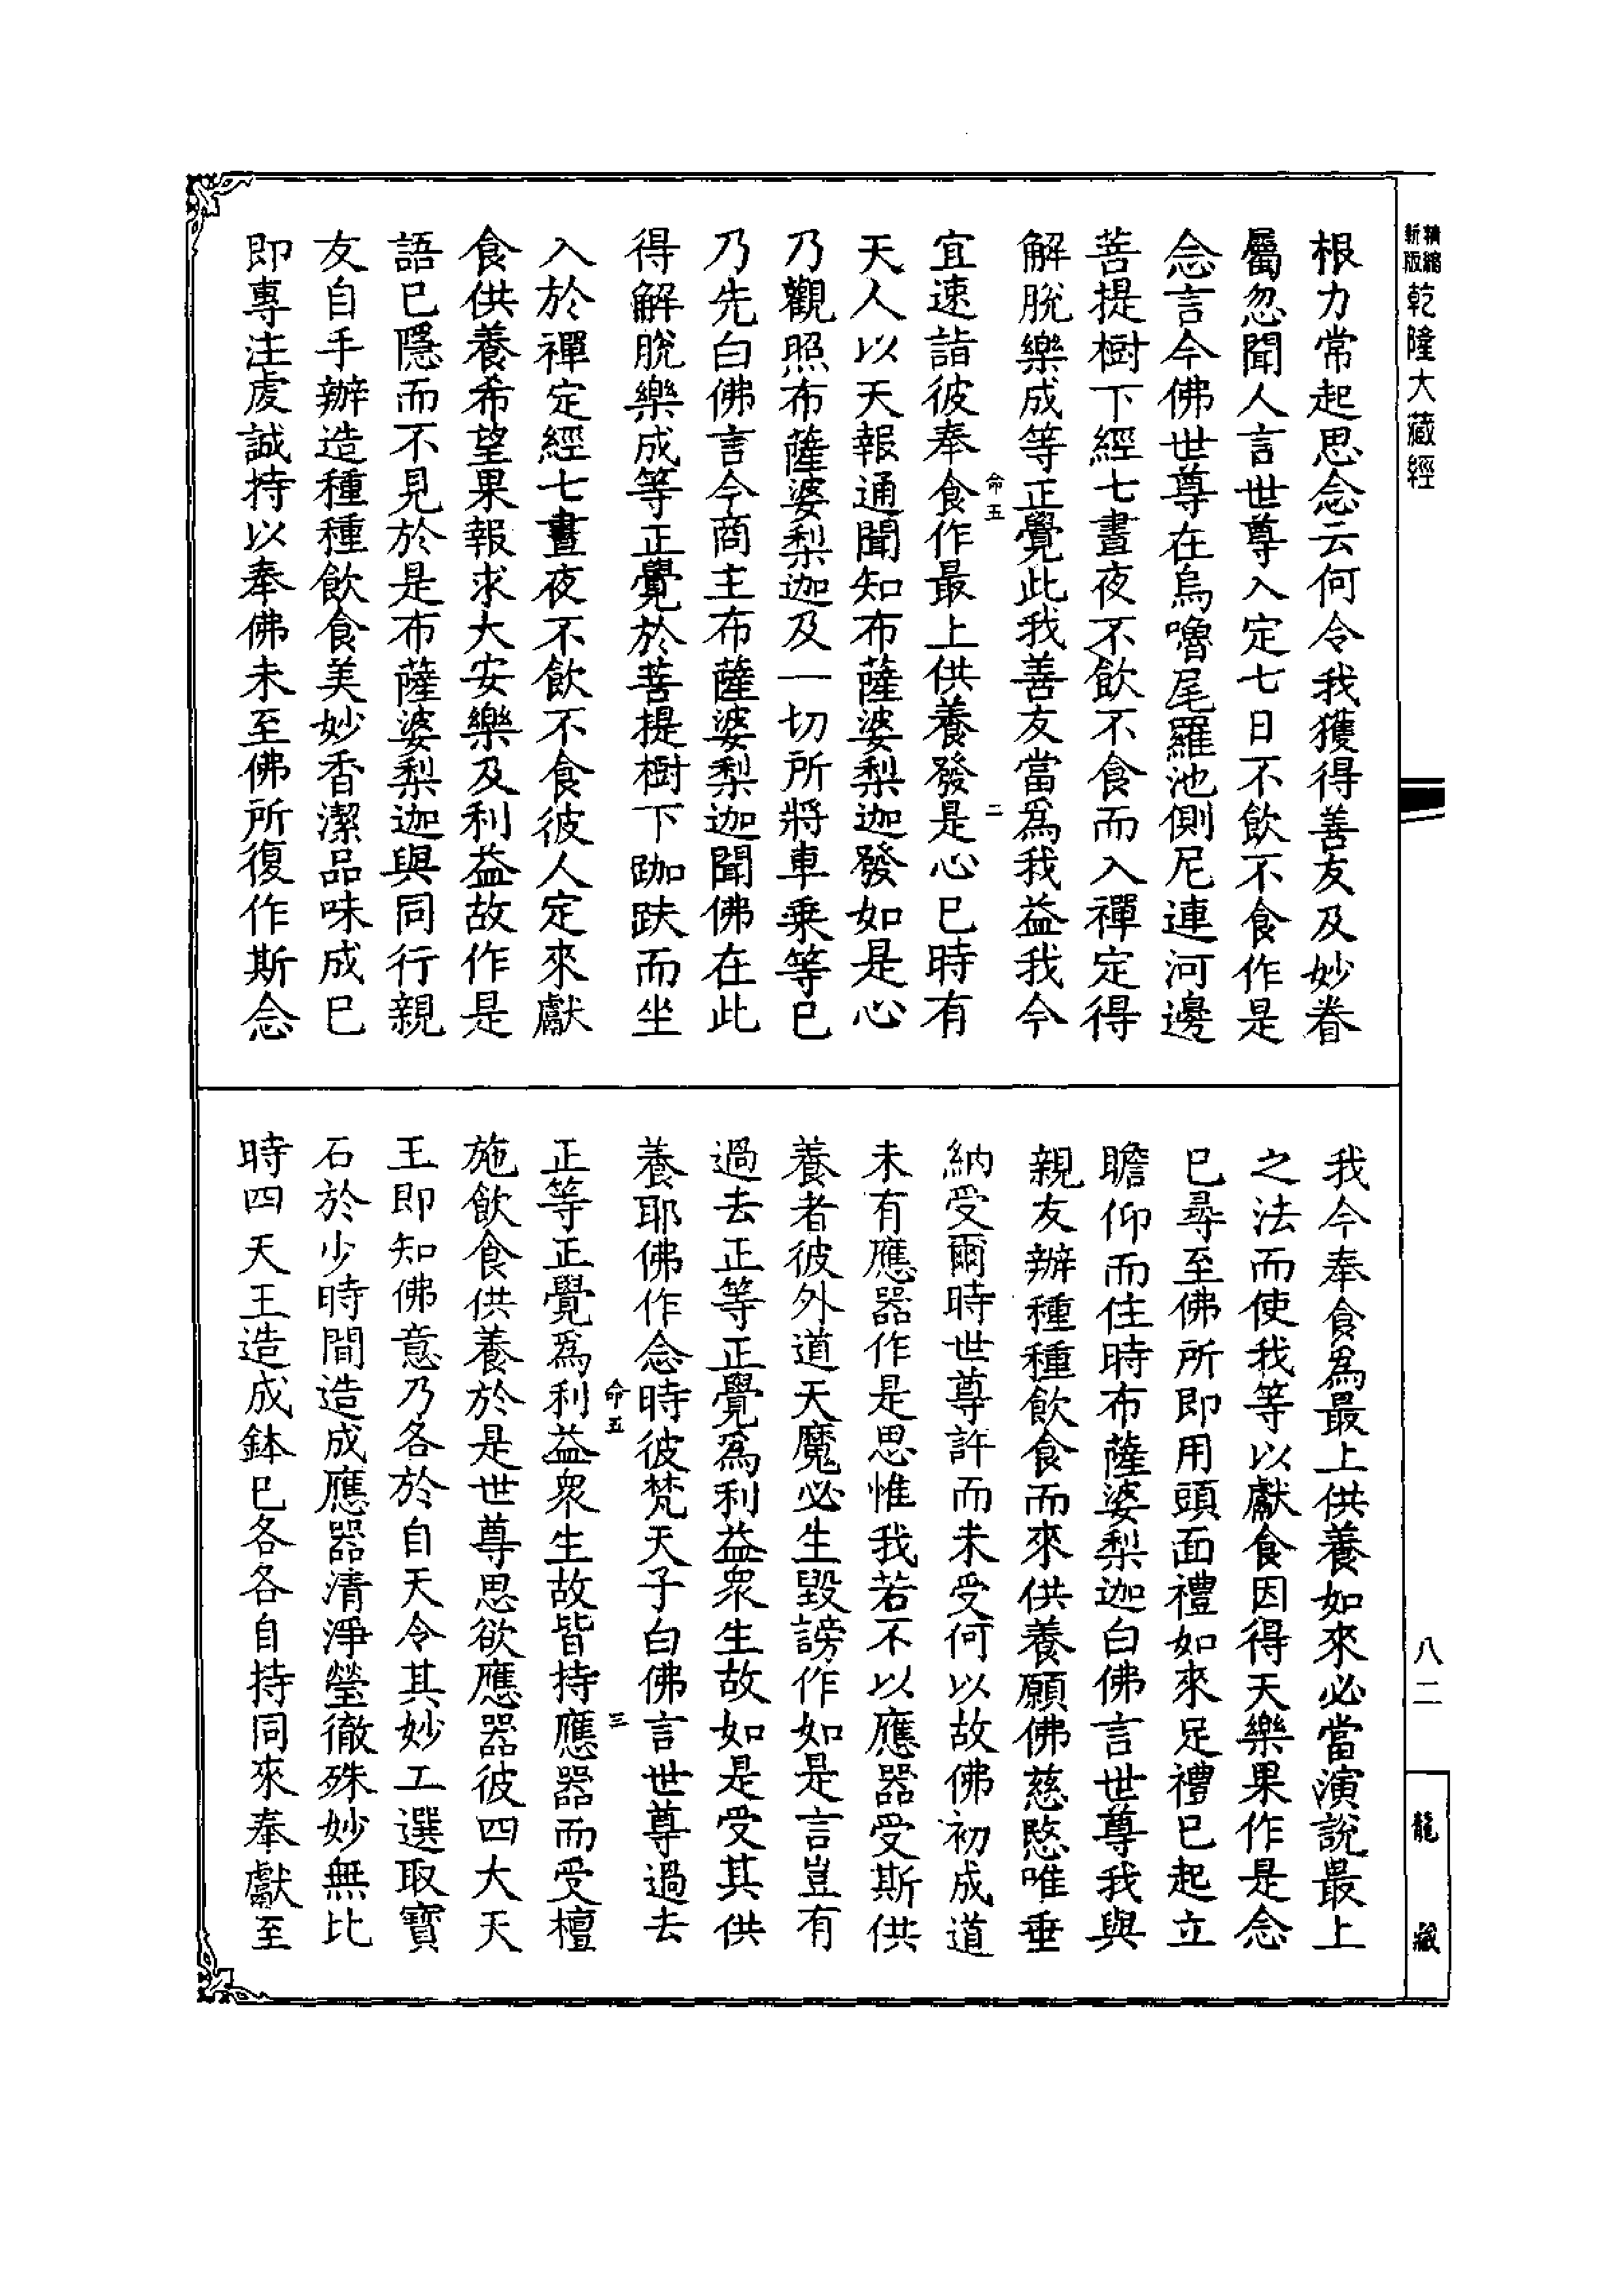 精縮新版乾隆大藏經
根力常起思念云何令我獲得善友及妙眷
屬忽聞人言世尊入定七日不飲不食作是
念言今佛世尊在烏嚕尾羅池側尼連河邊
菩提樹下經七晝夜不飲不食而入禪定得
解脫樂成等正覺此我善友當爲我益我今
命五 二
宜速詣彼奉食作最上供養發是心已時有
天人以天報通聞知布薩婆梨迦發如是心
乃觀照布薩婆梨迦及一切所將車乘等已
乃先白佛言今商主布薩婆梨迦聞佛在此
得解脫樂成等正覺於菩提樹下跏趺而坐
入於禪定經七晝夜不飲不食彼人定來獻
食供養希望果報求大安樂及利益故作是
語已隱而不見於是布薩婆梨迦與同行親
友自手辦造種種飲食美妙香潔品味成已
即專注虔誠持以奉佛未至佛所復作斯念
我今奉食爲最上供養如來必當演說最上
之法而使我等以獻食因得天樂果作是念
已尋至佛所即用頭面禮如來足禮已起立
瞻仰而住時布薩婆梨迦白佛言世尊我與
親友辦種種飲食而來供養願佛慈愍唯垂
納受爾時世尊許而未受何以故佛初成道
未有應器作是思惟我若不以應器受斯供
養者彼外道天魔必生毀謗作如是言豈有
過去正等正覺爲利益衆生故如是受其供
養耶佛作念時彼梵天子白佛言世尊過去
命五 三
正等正覺爲利益衆生故皆持應器而受檀
施飲食供養於是世尊思欲應器彼四大天
王即知佛意乃各於自天令其妙工選取寶
石於少時間造成應器清淨瑩徹殊妙無比
時四天王造成鉢已各各自持同來奉獻至
八二
龍藏